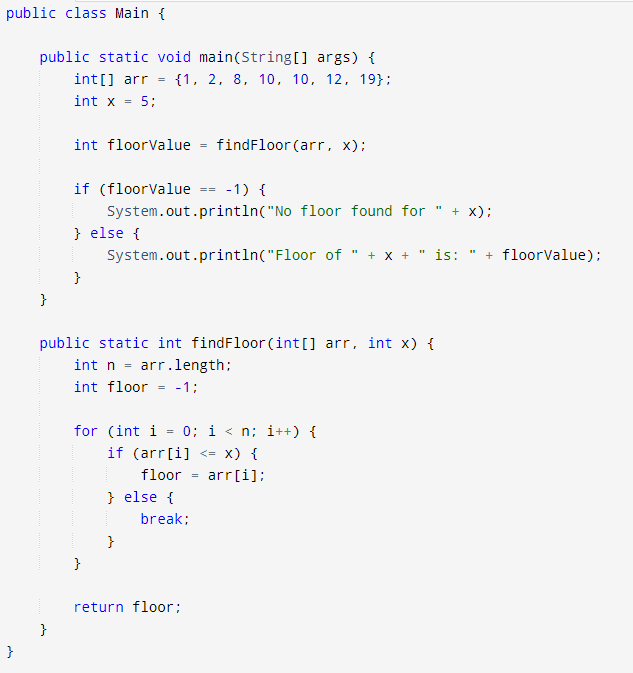 public class Main {
public static void main(String[] args) {
int[] arr = {1, 2, 8, 10, 10, 12, 19};
int x = 5;
int floorValue = findFloor(arr, x);
if (floorValue == -1) {
System.out.println("No floor found for " + x);
} else {
System.out.println("Floor of " + x + " is: " + floorValue);
}
}
public static int findFloor(int[] arr, int x) {
int n = arr.length;
int floor = -1;
for (int i = 0; i < n; i++) {
if (arr[i] <= x) {
floor = arr[i];
} else {
break;
}
}
return floor;
}
}